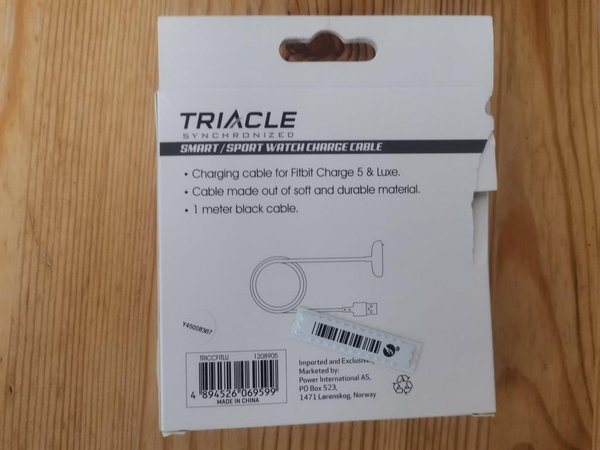 TRIACLE
SYNCHRONIZED
SMART/SPORT WATCH CHARGE CABLE
• Charging cable for Fitbit Charge 5 & Luxe.
• Cable made out of soft and durable material.
• 1 meter black cable.
Y45008367
TRICCFITLU 1208905
4 894526 069599
MADE IN CHINA
Imported and Exclusively
Marketed by:
Power International AS,
PO Box 523,
1471 Lørenskog, Norway